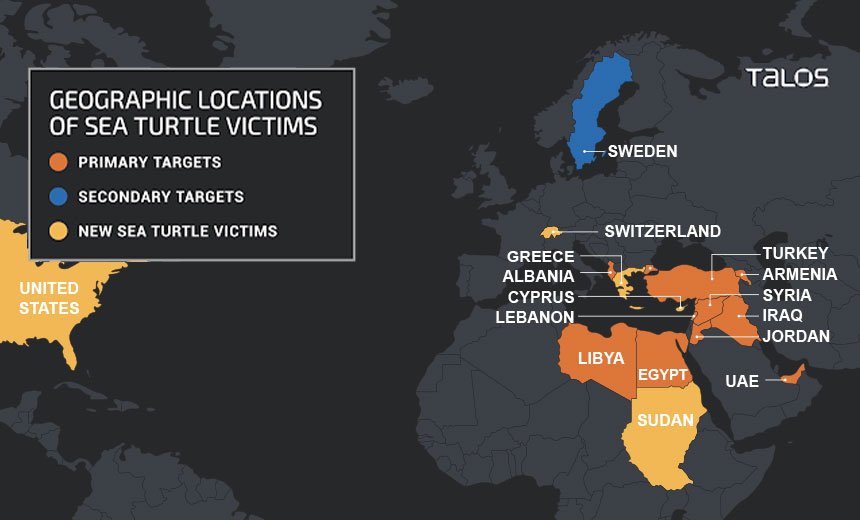 TALOS
GEOGRAPHIC LOCATIONS
OF SEA TURTLE VICTIMS
PRIMARY TARGETS
SECONDARY TARGETS
NEW SEA TURTLE VICTIMS
SWEDEN
SWITZERLAND
GREECE
TURKEY
ALBANIA
ARMENIA
CYPRUS
SYRIA
LEBANON
IRAQ
JORDAN
UNITED
STATES
LIBYA
EGYPT
UAE
SUDAN